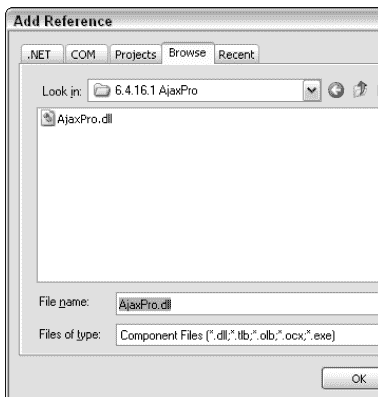 Add Reference
.NET COM Projects Browse Recent
Look in: 6.4.16.1 AjaxPro
AjaxPro.dll
File name: AjaxPro.dll
Files of type: Component Files (*.dll;*.tlb;*.olb;*.ocx;*.exe)
OK